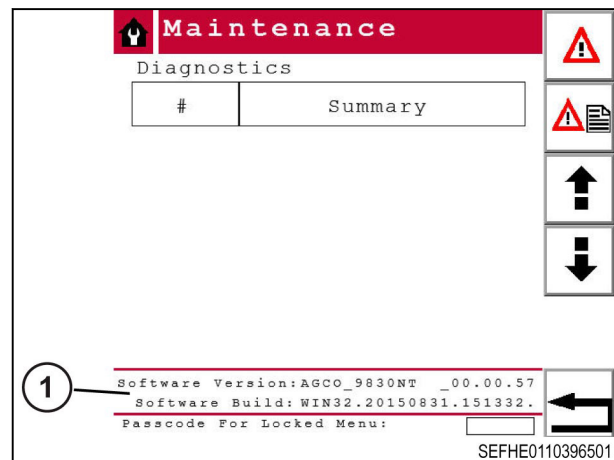 Maintenance
Diagnostics
# Summary
1
Software Version:AGCO_9830NT _00.00.57
Software Build:WIN32.20150831.151332.
Passcode For Locked Menu:
SEFHE0110396501